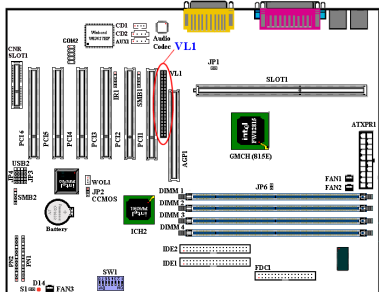 CD1
CD2
AUX1
COM2
Audio
Codec
VL1
CNR
SLOT1
JP1
VL1
SLOT1
IR1
SMB1
PCI6
PCI5
PCI4
PCI3
PCI2
PCI1
AGP1
ATXPR1
GMCH (815E)
USB2
JP4
JP3
WOL1
JP2
CCMOS
SMB2
FAN1
FAN2
JP6
DIMM 1
DIMM 2
DIMM 3
DIMM 4
ICH2
Battery
IDE2
IDE1
FDC1
PN2
PN1
SW1
D14
S1
FAN3